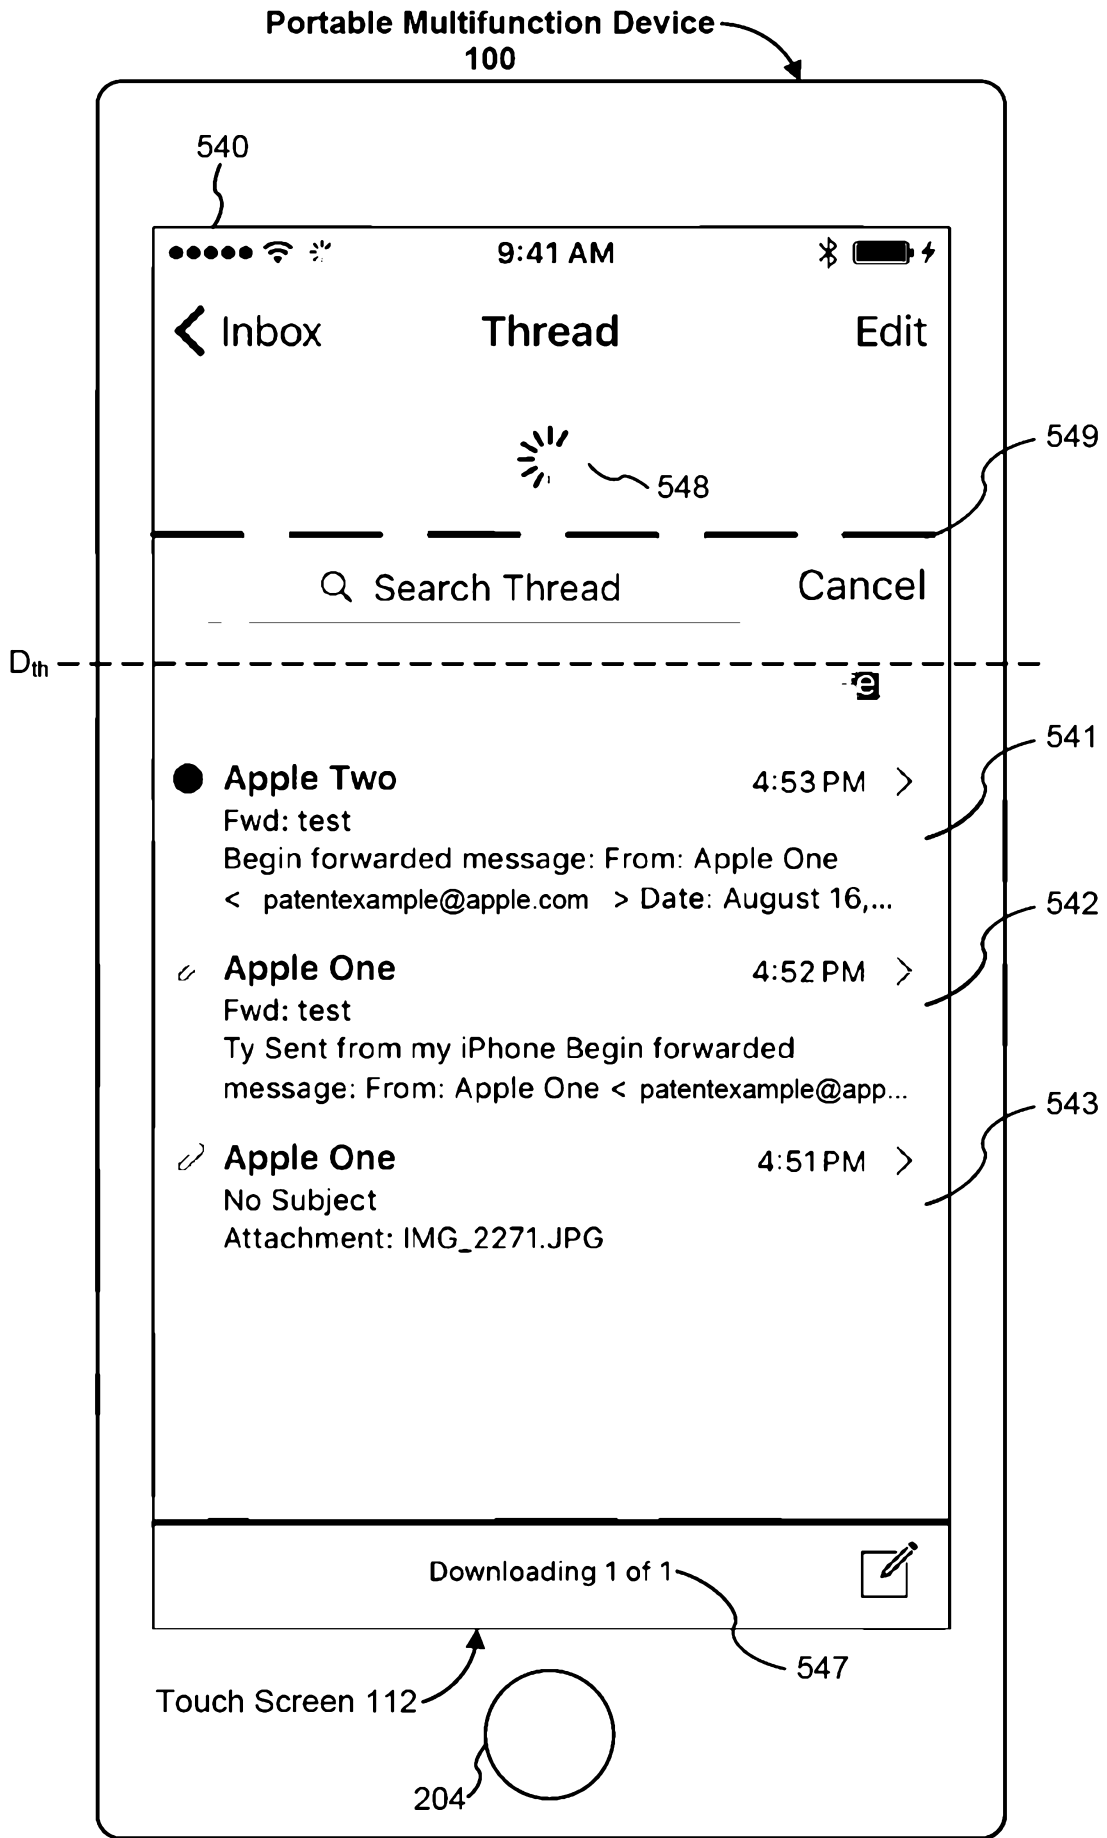 Portable Multifunction Device
100
540
9:41 AM
Inbox Thread Edit
549
548
Search Thread Cancel
Dth
e
541
Apple Two 4:53 PM
Fwd: test
Begin forwarded message: From: Apple One
< patentexample@apple.com > Date: August 16,...
542
Apple One 4:52 PM
Fwd: test
Ty Sent from my iPhone Begin forwarded
message: From: Apple One < patentexample@app...
543
Apple One 4:51 PM
No Subject
Attachment: IMG_2271.JPG
Downloading 1 of 1
547
Touch Screen 112
204